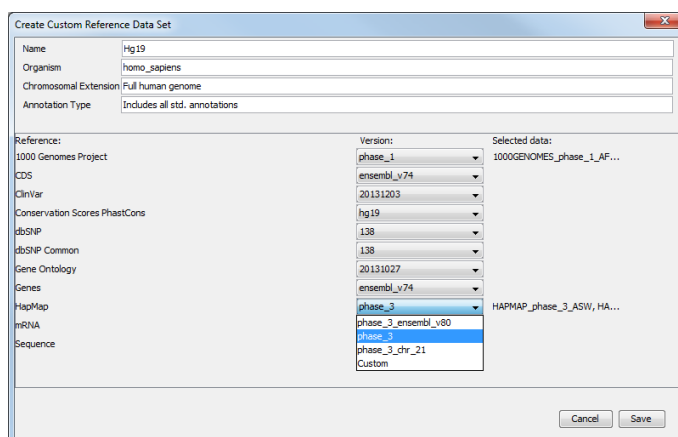 Create Custom Reference Data Set
Name Hg19
Organism homo_sapiens
Chromosomal Extension Full human genome
Annotation Type Includes all std. annotations
Reference: Version: Selected data:
1000 Genomes Project phase_1 1000GENOMES_phase_1_AF...
CDS ensembl_v74
ClinVar 20131203
Conservation Scores PhastCons hg19
dbSNP 138
dbSNP Common 138
Gene Ontology 20131027
Genes ensembl_v74
HapMap phase_3 HAPMAP_phase_3_ASW, HA...
mRNA phase_3_ensembl_v80
phase_3
Sequence phase_3_chr_21
Custom
Cancel Save